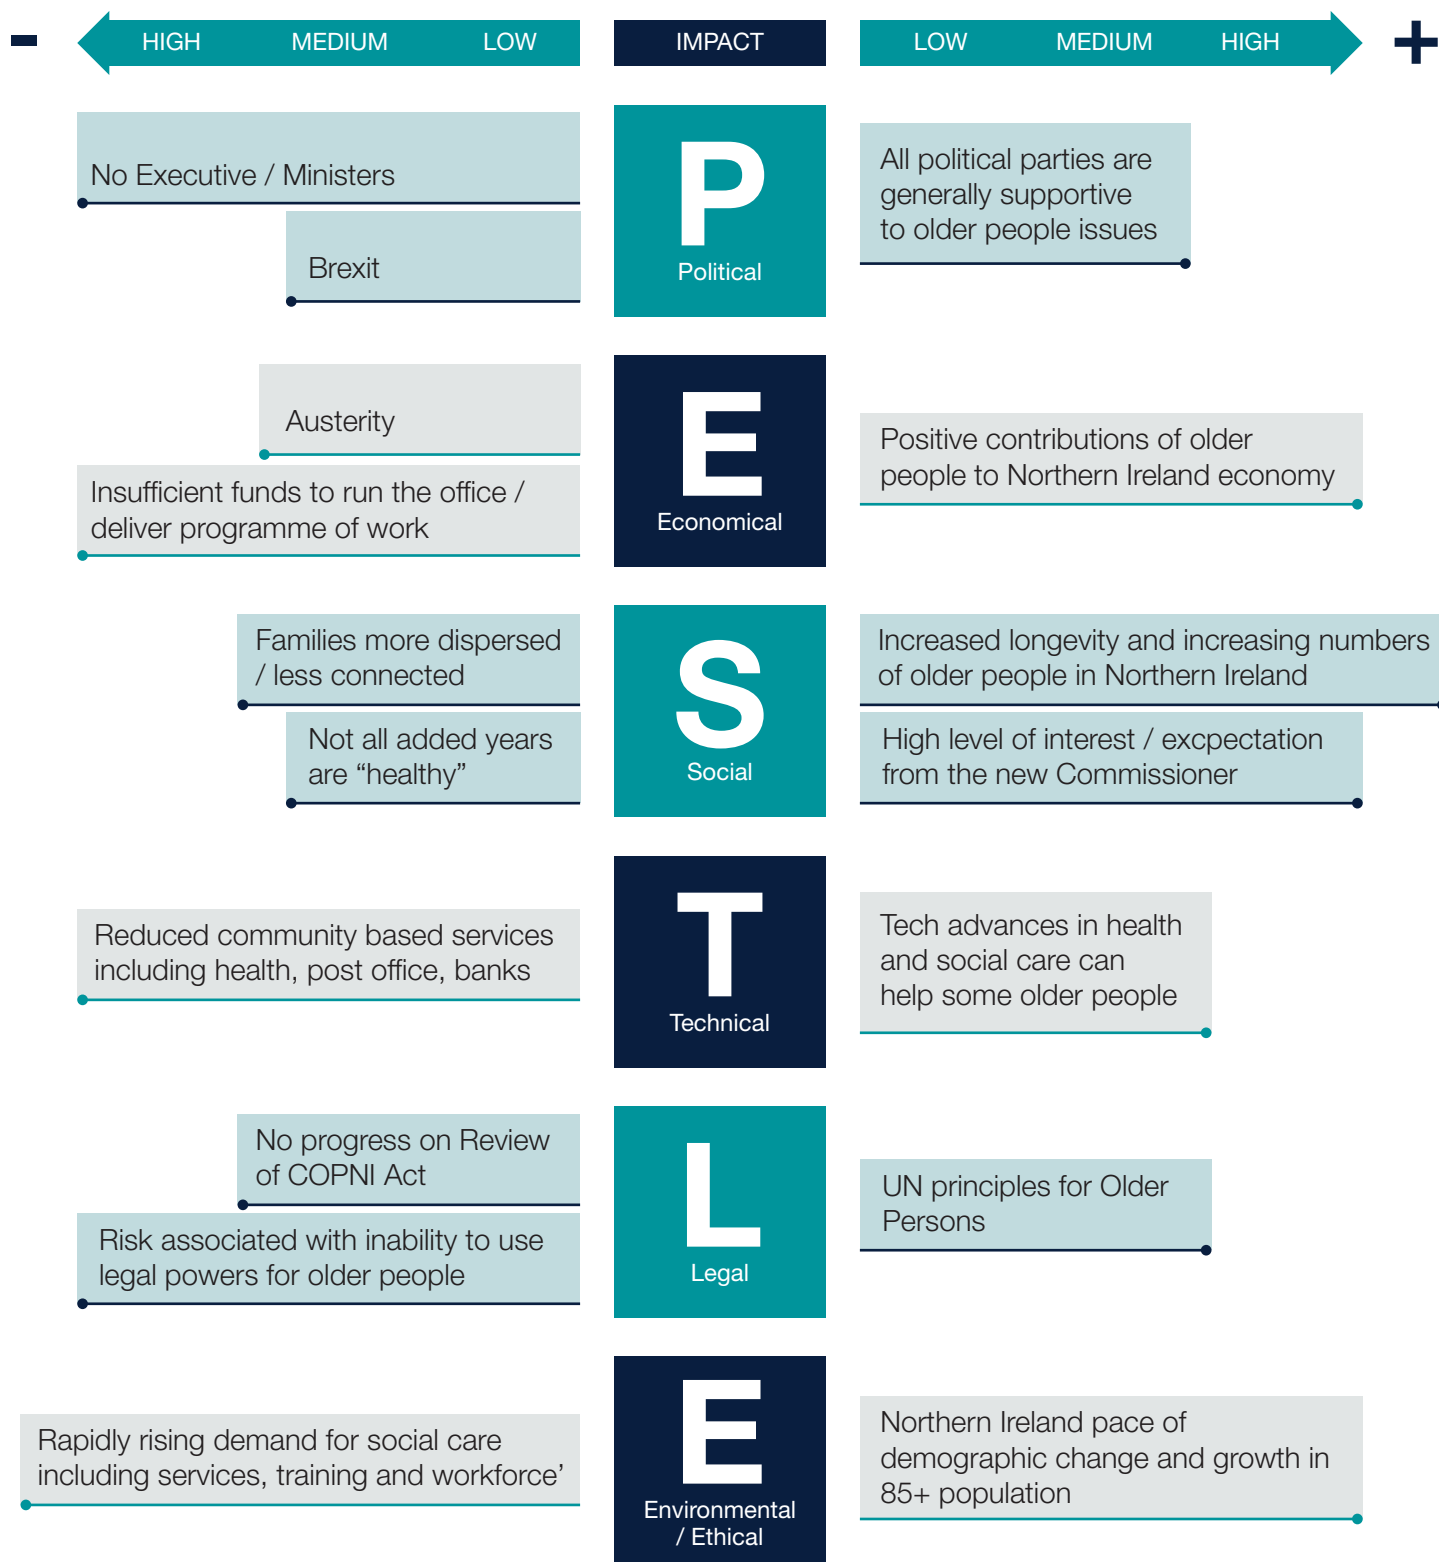 - HIGH MEDIUM LOW IMPACT LOW MEDIUM HIGH +
No Executive / Ministers
Brexit
P
Political
All political parties are
generally supportive
to older people issues
Austerity
Insufficient funds to run the office /
deliver programme of work
E
Economical
Positive contributions of older
people to Northern Ireland economy
Families more dispersed
/ less connected
Not all added years
are “healthy”
S
Social
Increased longevity and increasing numbers
of older people in Northern Ireland
High level of interest / excpectation
from the new Commissioner
Reduced community based services
including health, post office, banks
T
Technical
Tech advances in health
and social care can
help some older people
No progress on Review
of COPNI Act
Risk associated with inability to use
legal powers for older people
L
Legal
UN principles for Older
Persons
Rapidly rising demand for social care
including services, training and workforce’
E
Environmental
/ Ethical
Northern Ireland pace of
demographic change and growth in
85+ population